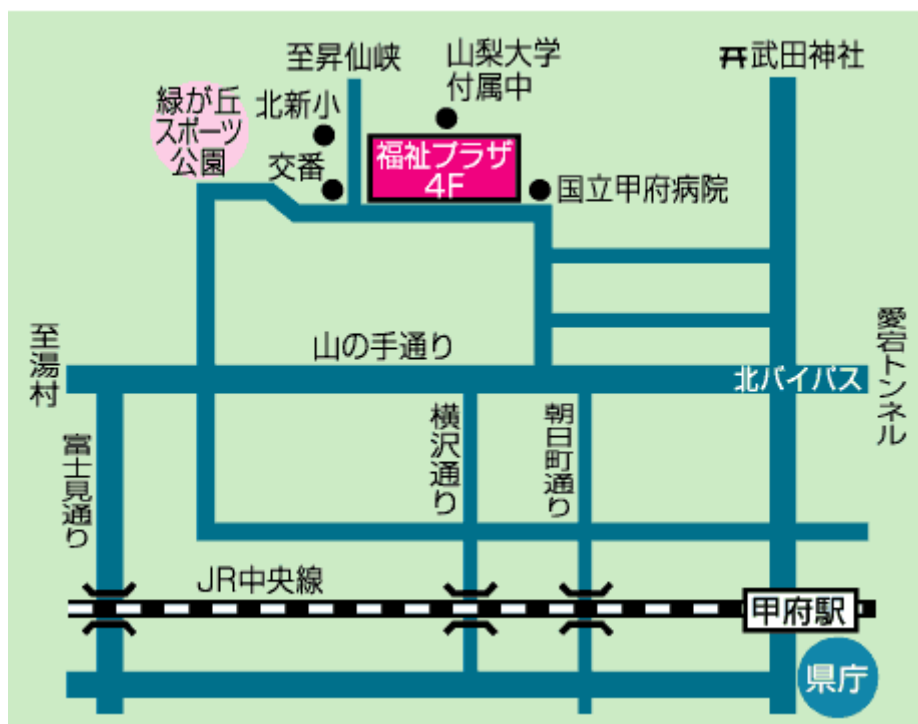 至昇仙峡
山梨大学
付属中
武田神社
緑が丘
スポーツ
公園
北新小
交番
福祉プラザ
4F
国立甲府病院
至湯村
山の手通り
北バイパス
愛宕トンネル
富士見通り
横沢通り
朝日町通り
JR中央線
甲府駅
県庁